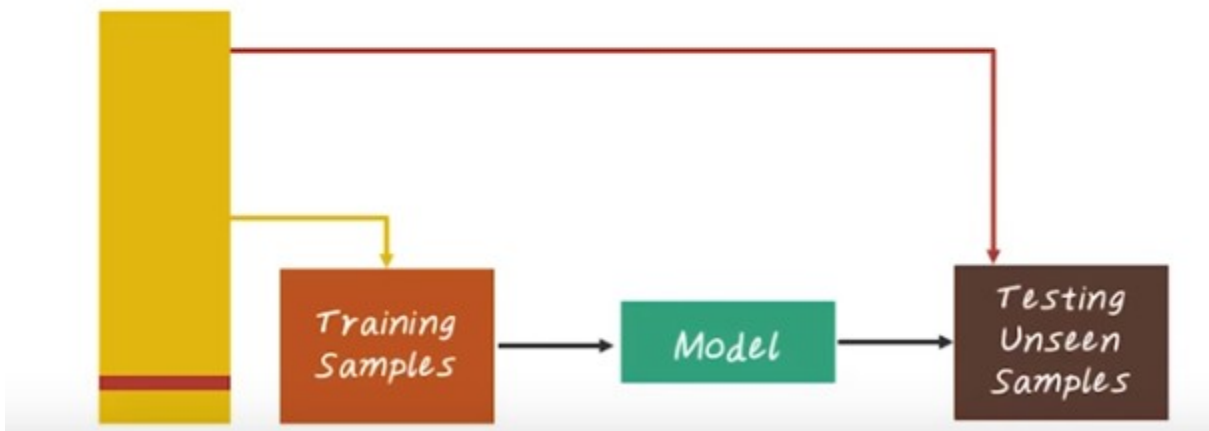 Training
Samples
Model
Testing
Unseen
Samples